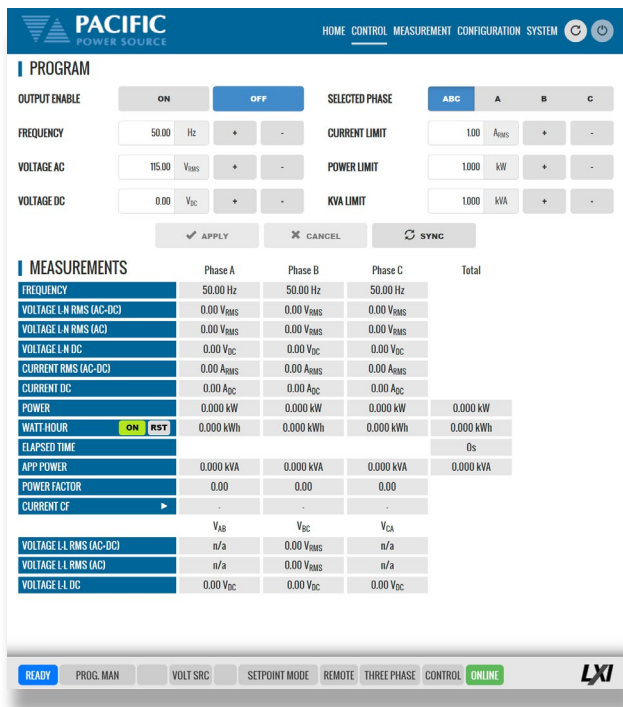 PACIFIC
POWER SOURCE
HOME CONTROL MEASUREMENT CONFIGURATION SYSTEM
PROGRAM
OUTPUT ENABLE ON OFF SELECTED PHASE ABC A B C
FREQUENCY 50.00 Hz + - CURRENT LIMIT 1.00 ARMS + -
VOLTAGE AC 115.00 VRMS + - POWER LIMIT 1.000 kW + -
VOLTAGE DC 0.00 VDC + - KVA LIMIT 1.000 kVA + -
APPLY CANCEL SYNC
MEASUREMENTS Phase A Phase B Phase C Total
FREQUENCY 50.00 Hz 50.00 Hz 50.00 Hz
VOLTAGE L-N RMS (AC-DC) 0.00 VRMS 0.00 VRMS 0.00 VRMS
VOLTAGE L-N RMS (AC) 0.00 VRMS 0.00 VRMS 0.00 VRMS
VOLTAGE L-N DC 0.00 VDC 0.00 VDC 0.00 VDC
CURRENT RMS (AC-DC) 0.00 ARMS 0.00 ARMS 0.00 ARMS
CURRENT DC 0.00 ADC 0.00 ADC 0.00 ADC
POWER 0.000 kW 0.000 kW 0.000 kW 0.000 kW
WATT-HOUR ON RST 0.000 kWh 0.000 kWh 0.000 kWh 0.000 kWh
ELAPSED TIME 0s
APP POWER 0.000 kVA 0.000 kVA 0.000 kVA 0.000 kVA
POWER FACTOR 0.00 0.00 0.00
CURRENT CF - - -
VAB VBC VCA
VOLTAGE L-L RMS (AC-DC) n/a 0.00 VRMS n/a
VOLTAGE L-L RMS (AC) n/a 0.00 VRMS n/a
VOLTAGE L-L DC 0.00 VDC 0.00 VDC 0.00 VDC
READY PROG. MAN VOLT SRC SETPOINT MODE REMOTE THREE PHASE CONTROL ONLINE LXI